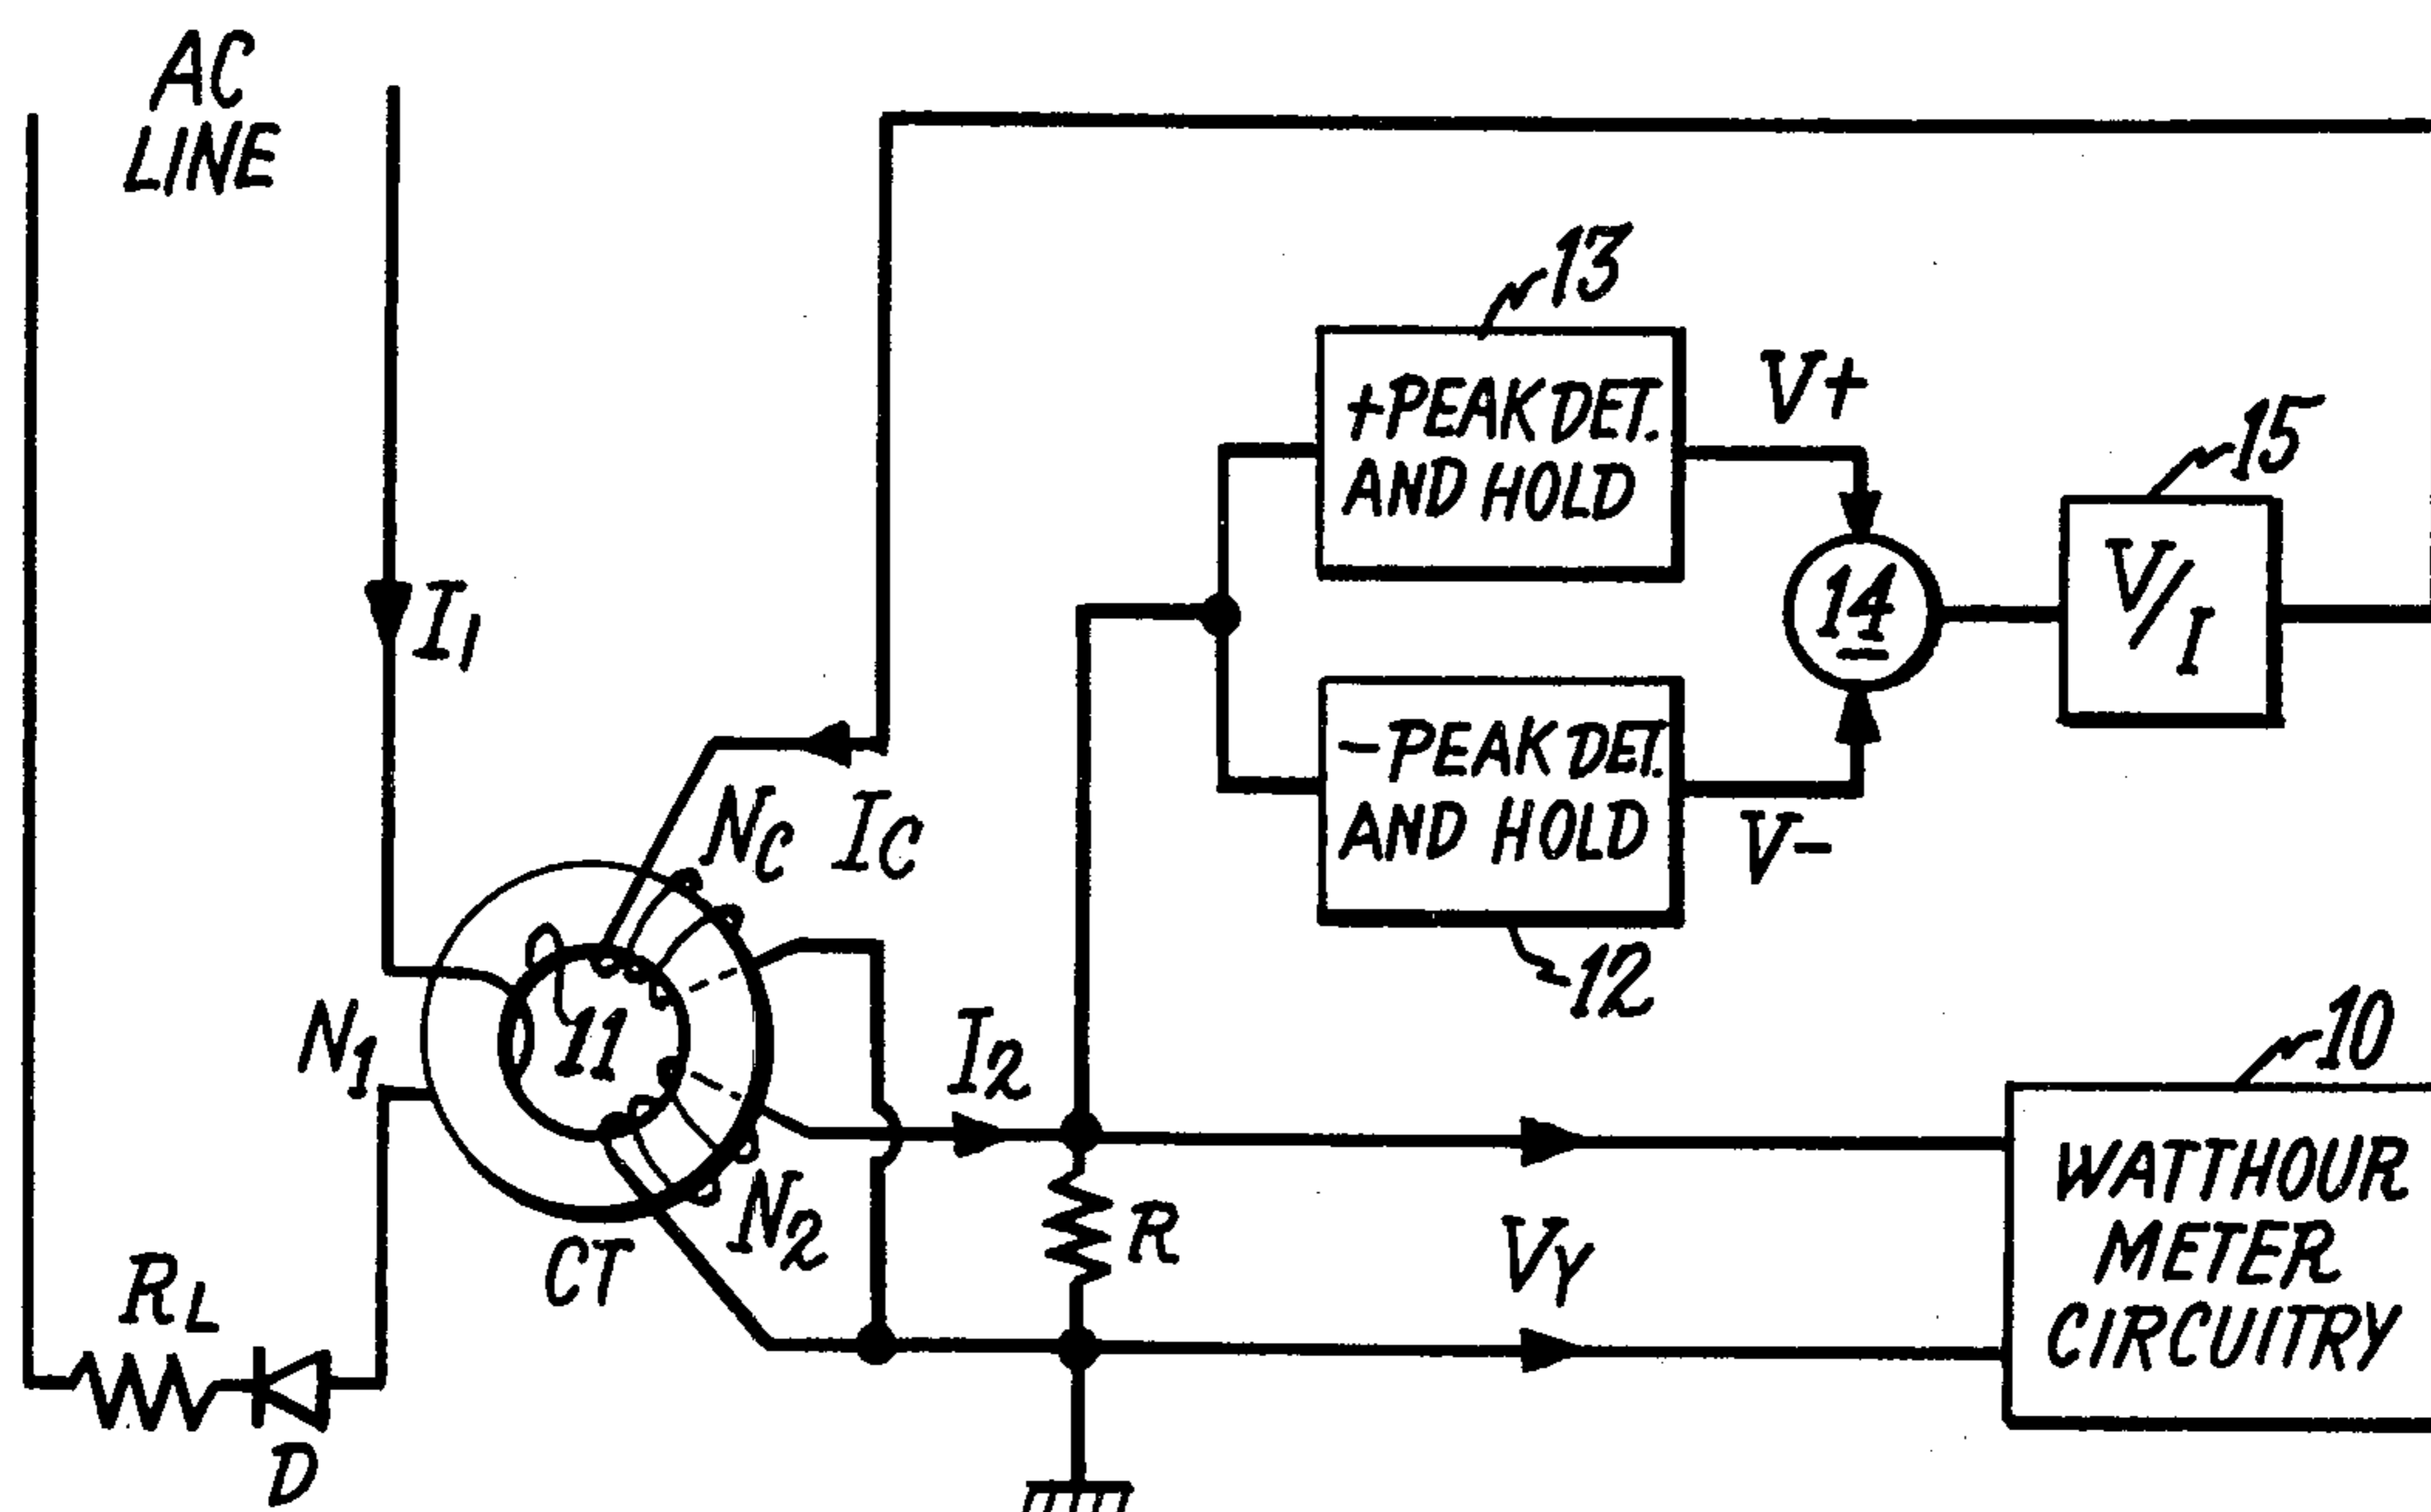 AC
LINE
13
+PEAK DET.
AND HOLD
V+
15
14
V/I
I1
-PEAK DET.
AND HOLD
V-
12
NC IC
N1
11
I2
10
WATTHOUR
METER
CIRCUITRY
N2
R
VY
CT
RL
D